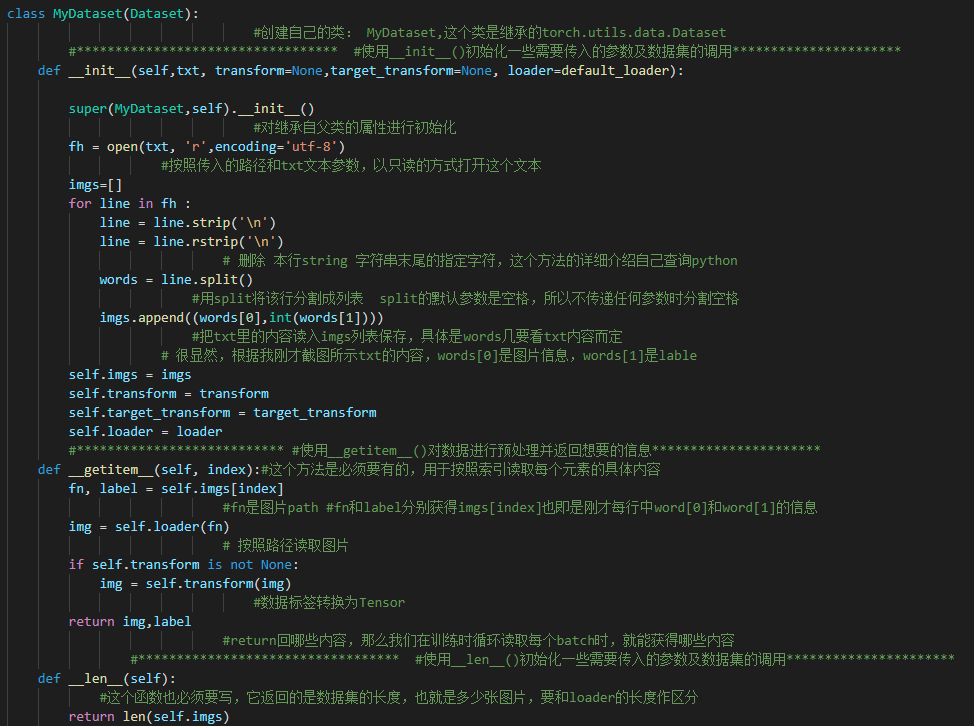 class MyDataset(Dataset):
#创建自己的类： MyDataset,这个类是继承的torch.utils.data.Dataset
#********************************** #使用__init__()初始化一些需要传入的参数及数据集的调用**********************
def __init__(self,txt, transform=None,target_transform=None, loader=default_loader):
super(MyDataset,self).__init__()
#对继承自父类的属性进行初始化
fh = open(txt, 'r',encoding='utf-8')
#按照传入的路径和txt文本参数，以只读的方式打开这个文本
imgs=[]
for line in fh :
line = line.strip('\n')
line = line.rstrip('\n')
# 删除 本行string 字符串末尾的指定字符，这个方法的详细介绍自己查询python
words = line.split()
#用split将该行分割成列表 split的默认参数是空格，所以不传递任何参数时分割空格
imgs.append((words[0],int(words[1])))
#把txt里的内容读入imgs列表保存，具体是words几要看txt内容而定
# 很显然，根据我刚才截图所示txt的内容，words[0]是图片信息，words[1]是lable
self.imgs = imgs
self.transform = transform
self.target_transform = target_transform
self.loader = loader
#*************************** #使用__getitem__()对数据进行预处理并返回想要的信息**********************
def __getitem__(self, index):#这个方法是必须要有的，用于按照索引读取每个元素的具体内容
fn, label = self.imgs[index]
#fn是图片path #fn和label分别获得imgs[index]也即是刚才每行中word[0]和word[1]的信息
img = self.loader(fn)
# 按照路径读取图片
if self.transform is not None:
img = self.transform(img)
#数据标签转换为Tensor
return img,label
#return回哪些内容，那么我们在训练时循环读取每个batch时，就能获得哪些内容
#********************************** #使用__len__()初始化一些需要传入的参数及数据集的调用**********************
def __len__(self):
#这个函数也必须要写，它返回的是数据集的长度，也就是多少张图片，要和loader的长度作区分
return len(self.imgs)